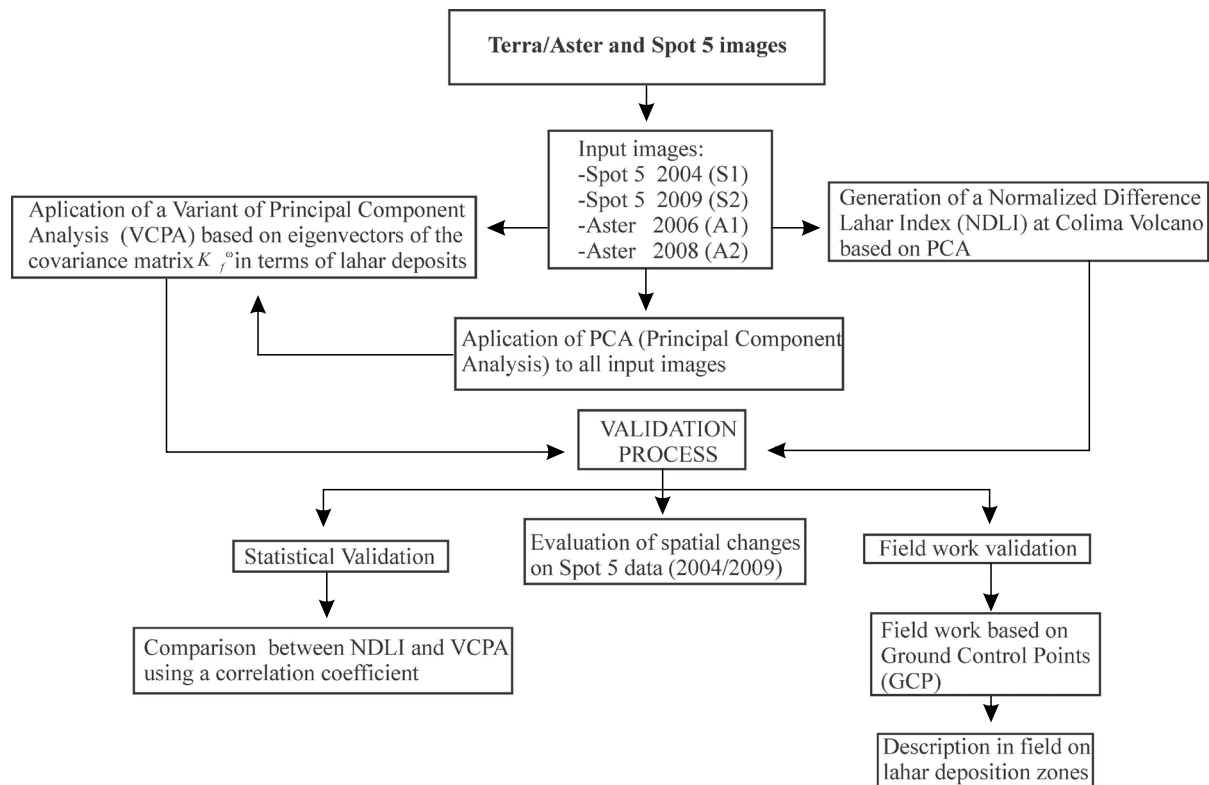 Terra/Aster and Spot 5 images
Input images:
-Spot 5 2004 (S1)
-Spot 5 2009 (S2)
-Aster 2006 (A1)
-Aster 2008 (A2)
Aplication of a Variant of Principal Component
Analysis (VCPA) based on eigenvectors of the
covariance matrix K f ω in terms of lahar deposits
Generation of a Normalized Difference
Lahar Index (NDLI) at Colima Volcano
based on PCA
Aplication of PCA (Principal Component
Analysis) to all input images
VALIDATION
PROCESS
Statistical Validation
Evaluation of spatial changes
on Spot 5 data (2004/2009)
Field work validation
Comparison between NDLI and VCPA
using a correlation coefficient
Field work based on
Ground Control Points
(GCP)
Description in field on
lahar deposition zones